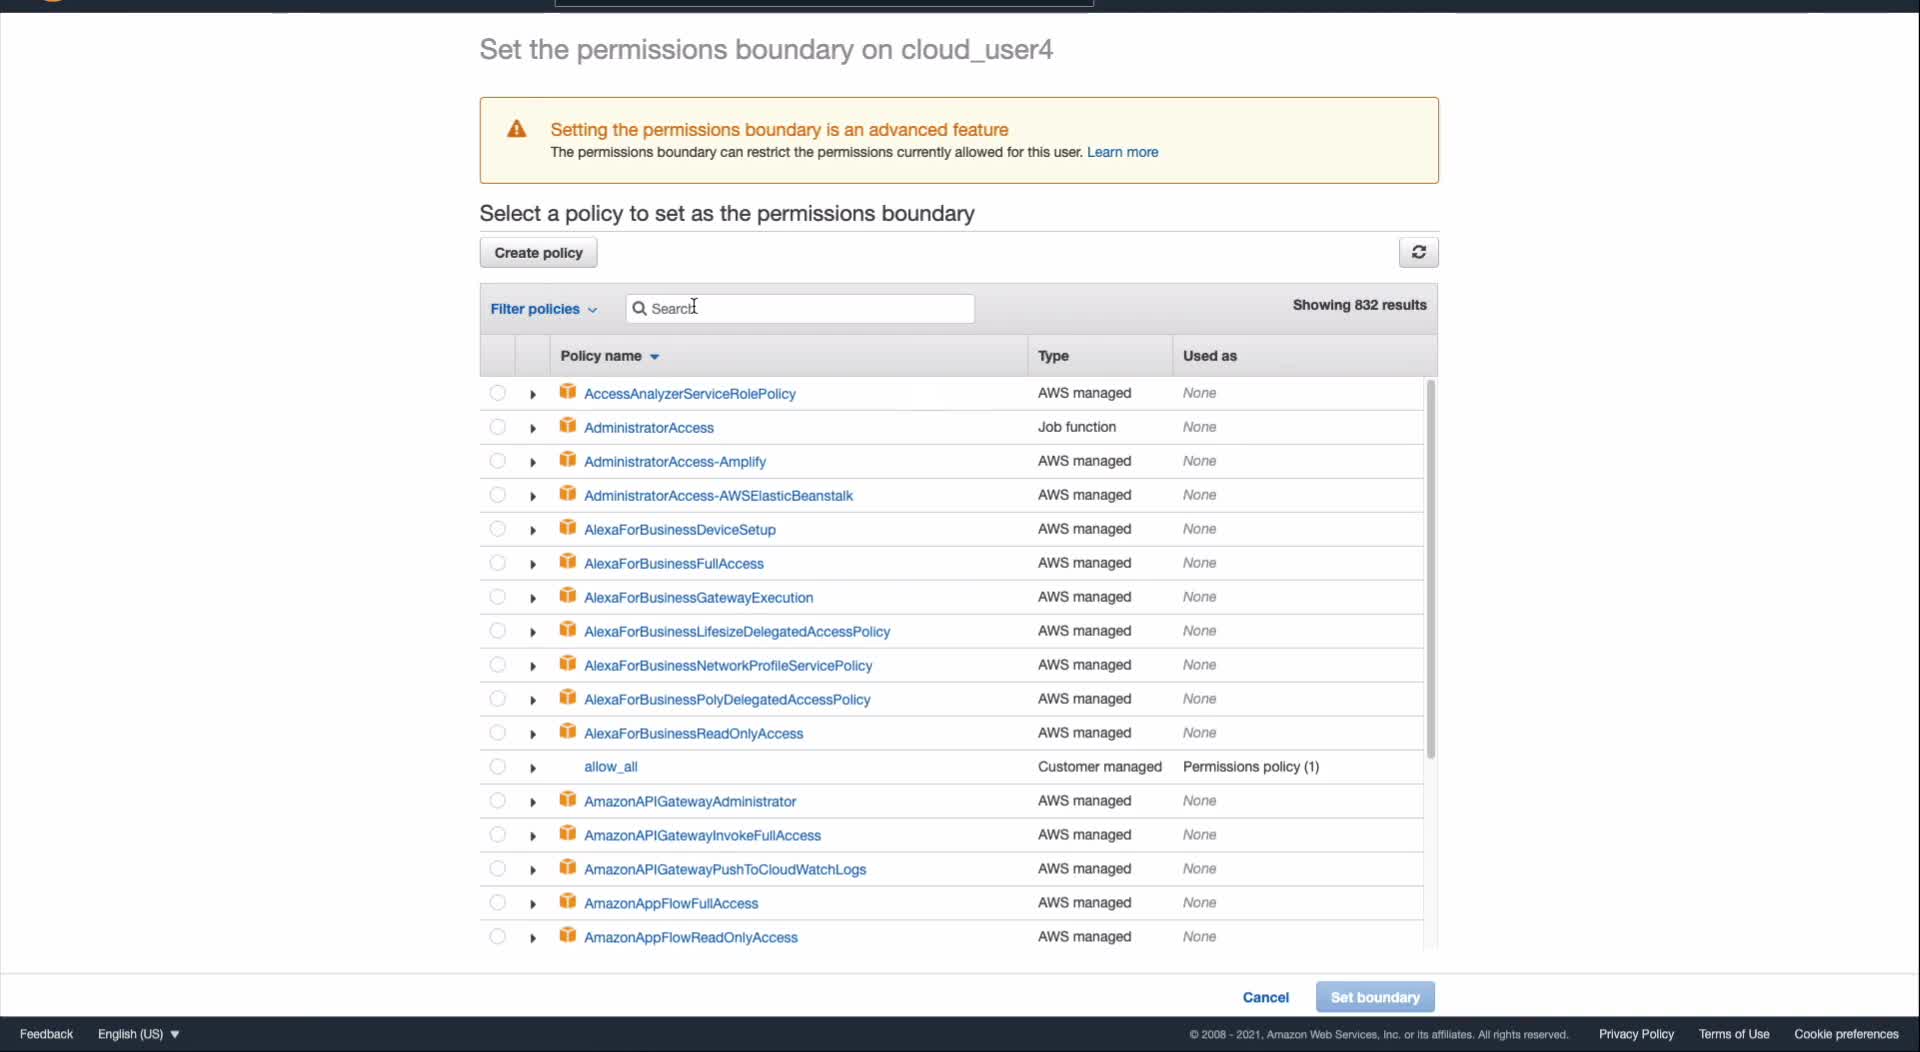 Set the permissions boundary on cloud_user4
Setting the permissions boundary is an advanced feature
The permissions boundary can restrict the permissions currently allowed for this user. Learn more
Select a policy to set as the permissions boundary
Create policy
Filter policies
Search
Showing 832 results
Policy name Type Used as
AccessAnalyzerServiceRolePolicy AWS managed None
AdministratorAccess Job function None
AdministratorAccess-Amplify AWS managed None
AdministratorAccess-AWSElasticBeanstalk AWS managed None
AlexaForBusinessDeviceSetup AWS managed None
AlexaForBusinessFullAccess AWS managed None
AlexaForBusinessGatewayExecution AWS managed None
AlexaForBusinessLifesizeDelegatedAccessPolicy AWS managed None
AlexaForBusinessNetworkProfileServicePolicy AWS managed None
AlexaForBusinessPolyDelegatedAccessPolicy AWS managed None
AlexaForBusinessReadOnlyAccess AWS managed None
allow_all Customer managed Permissions policy (1)
AmazonAPIGatewayAdministrator AWS managed None
AmazonAPIGatewayInvokeFullAccess AWS managed None
AmazonAPIGatewayPushToCloudWatchLogs AWS managed None
AmazonAppFlowFullAccess AWS managed None
AmazonAppFlowReadOnlyAccess AWS managed None
Cancel Set boundary
Feedback English (US) © 2008 - 2021, Amazon Web Services, Inc. or its affiliates. All rights reserved. Privacy Policy Terms of Use Cookie preferences